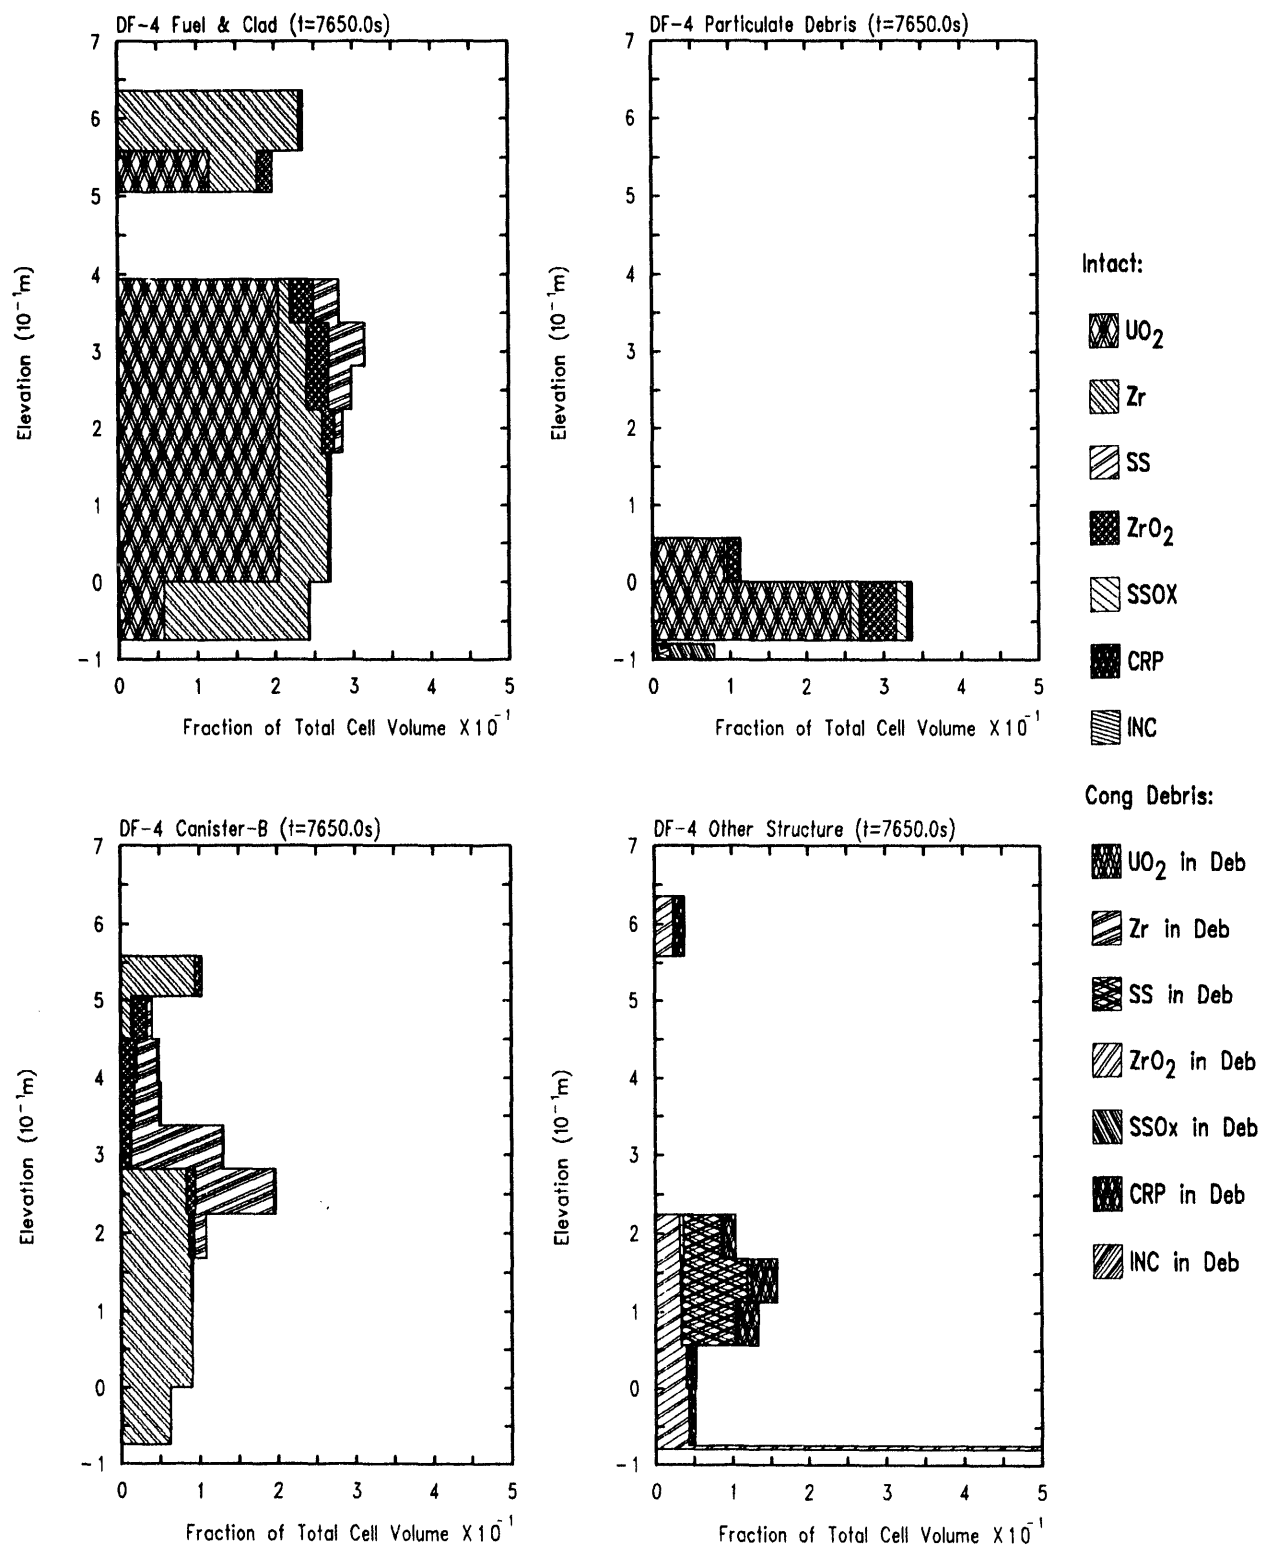 DF-4 Fuel & Clad (t=7650.0s)
7
6
5
4
3
2
1
0
-1
Elevation (10⁻¹m)
0 1 2 3 4 5
Fraction of Total Cell Volume X10⁻¹
DF-4 Particulate Debris (t=7650.0s)
7
6
5
4
3
2
1
0
-1
Elevation (10⁻¹m)
0 1 2 3 4 5
Fraction of Total Cell Volume X10⁻¹
DF-4 Canister-B (t=7650.0s)
7
6
5
4
3
2
1
0
-1
Elevation (10⁻¹m)
0 1 2 3 4 5
Fraction of Total Cell Volume X10⁻¹
DF-4 Other Structure (t=7650.0s)
7
6
5
4
3
2
1
0
-1
Elevation (10⁻¹m)
0 1 2 3 4 5
Fraction of Total Cell Volume X10⁻¹
Intact:
UO₂
Zr
SS
ZrO₂
SSOX
CRP
INC
Cong Debris:
UO₂ in Deb
Zr in Deb
SS in Deb
ZrO₂ in Deb
SSOx in Deb
CRP in Deb
INC in Deb